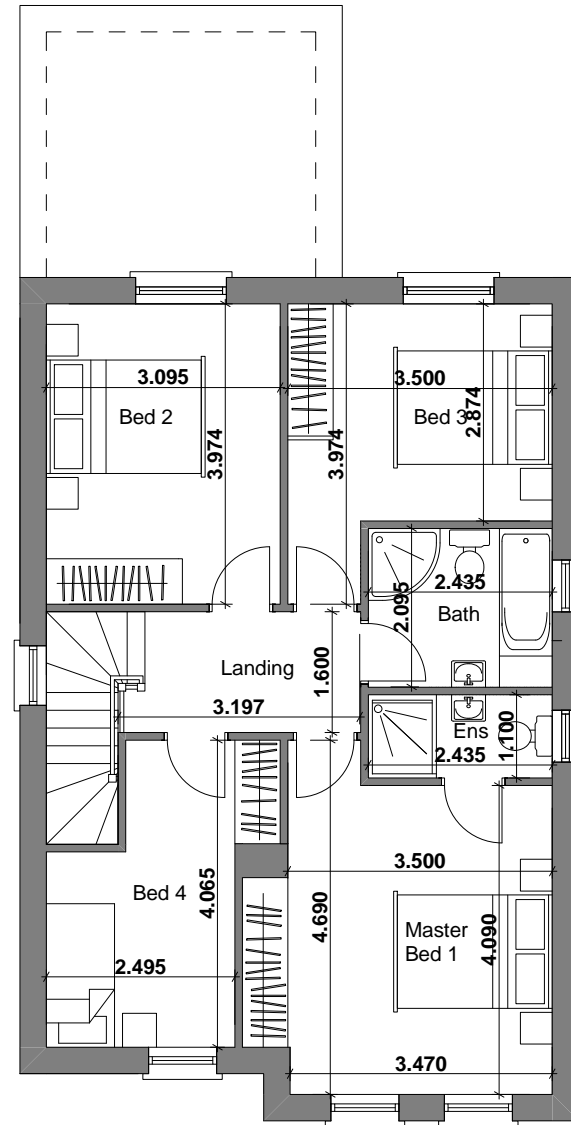 3.095
3.500
Bed 2
Bed 3
2.874
3.974
3.974
2.435
2.095
Bath
Landing
1.600
3.197
Ens
1.100
2.435
3.500
Bed 4
4.065
4.690
Master
Bed 1
4.090
2.495
3.470